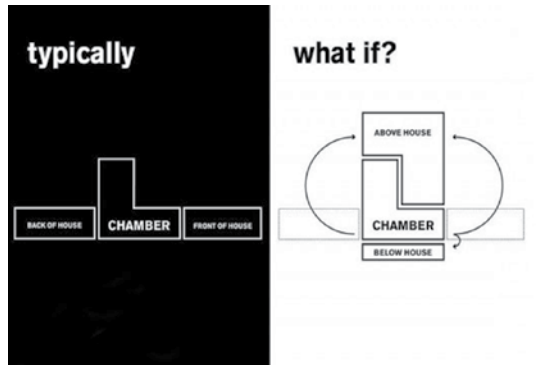 typically
BACK OF HOUSE
CHAMBER
FRONT OF HOUSE
what if?
ABOVE HOUSE
CHAMBER
BELOW HOUSE